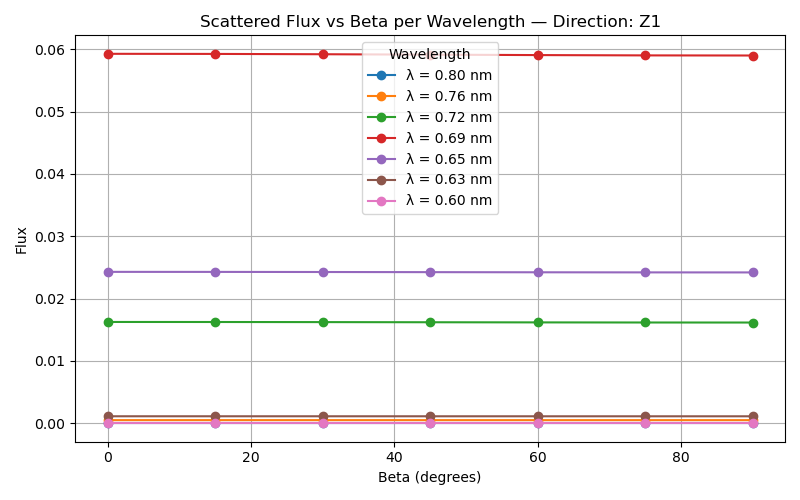 Scattered Flux vs Beta per Wavelength — Direction: Z1
Flux
0.06
0.05
0.04
0.03
0.02
0.01
0.00
Wavelength
λ = 0.80 nm
λ = 0.76 nm
λ = 0.72 nm
λ = 0.69 nm
λ = 0.65 nm
λ = 0.63 nm
λ = 0.60 nm
0 20 40 60 80
Beta (degrees)